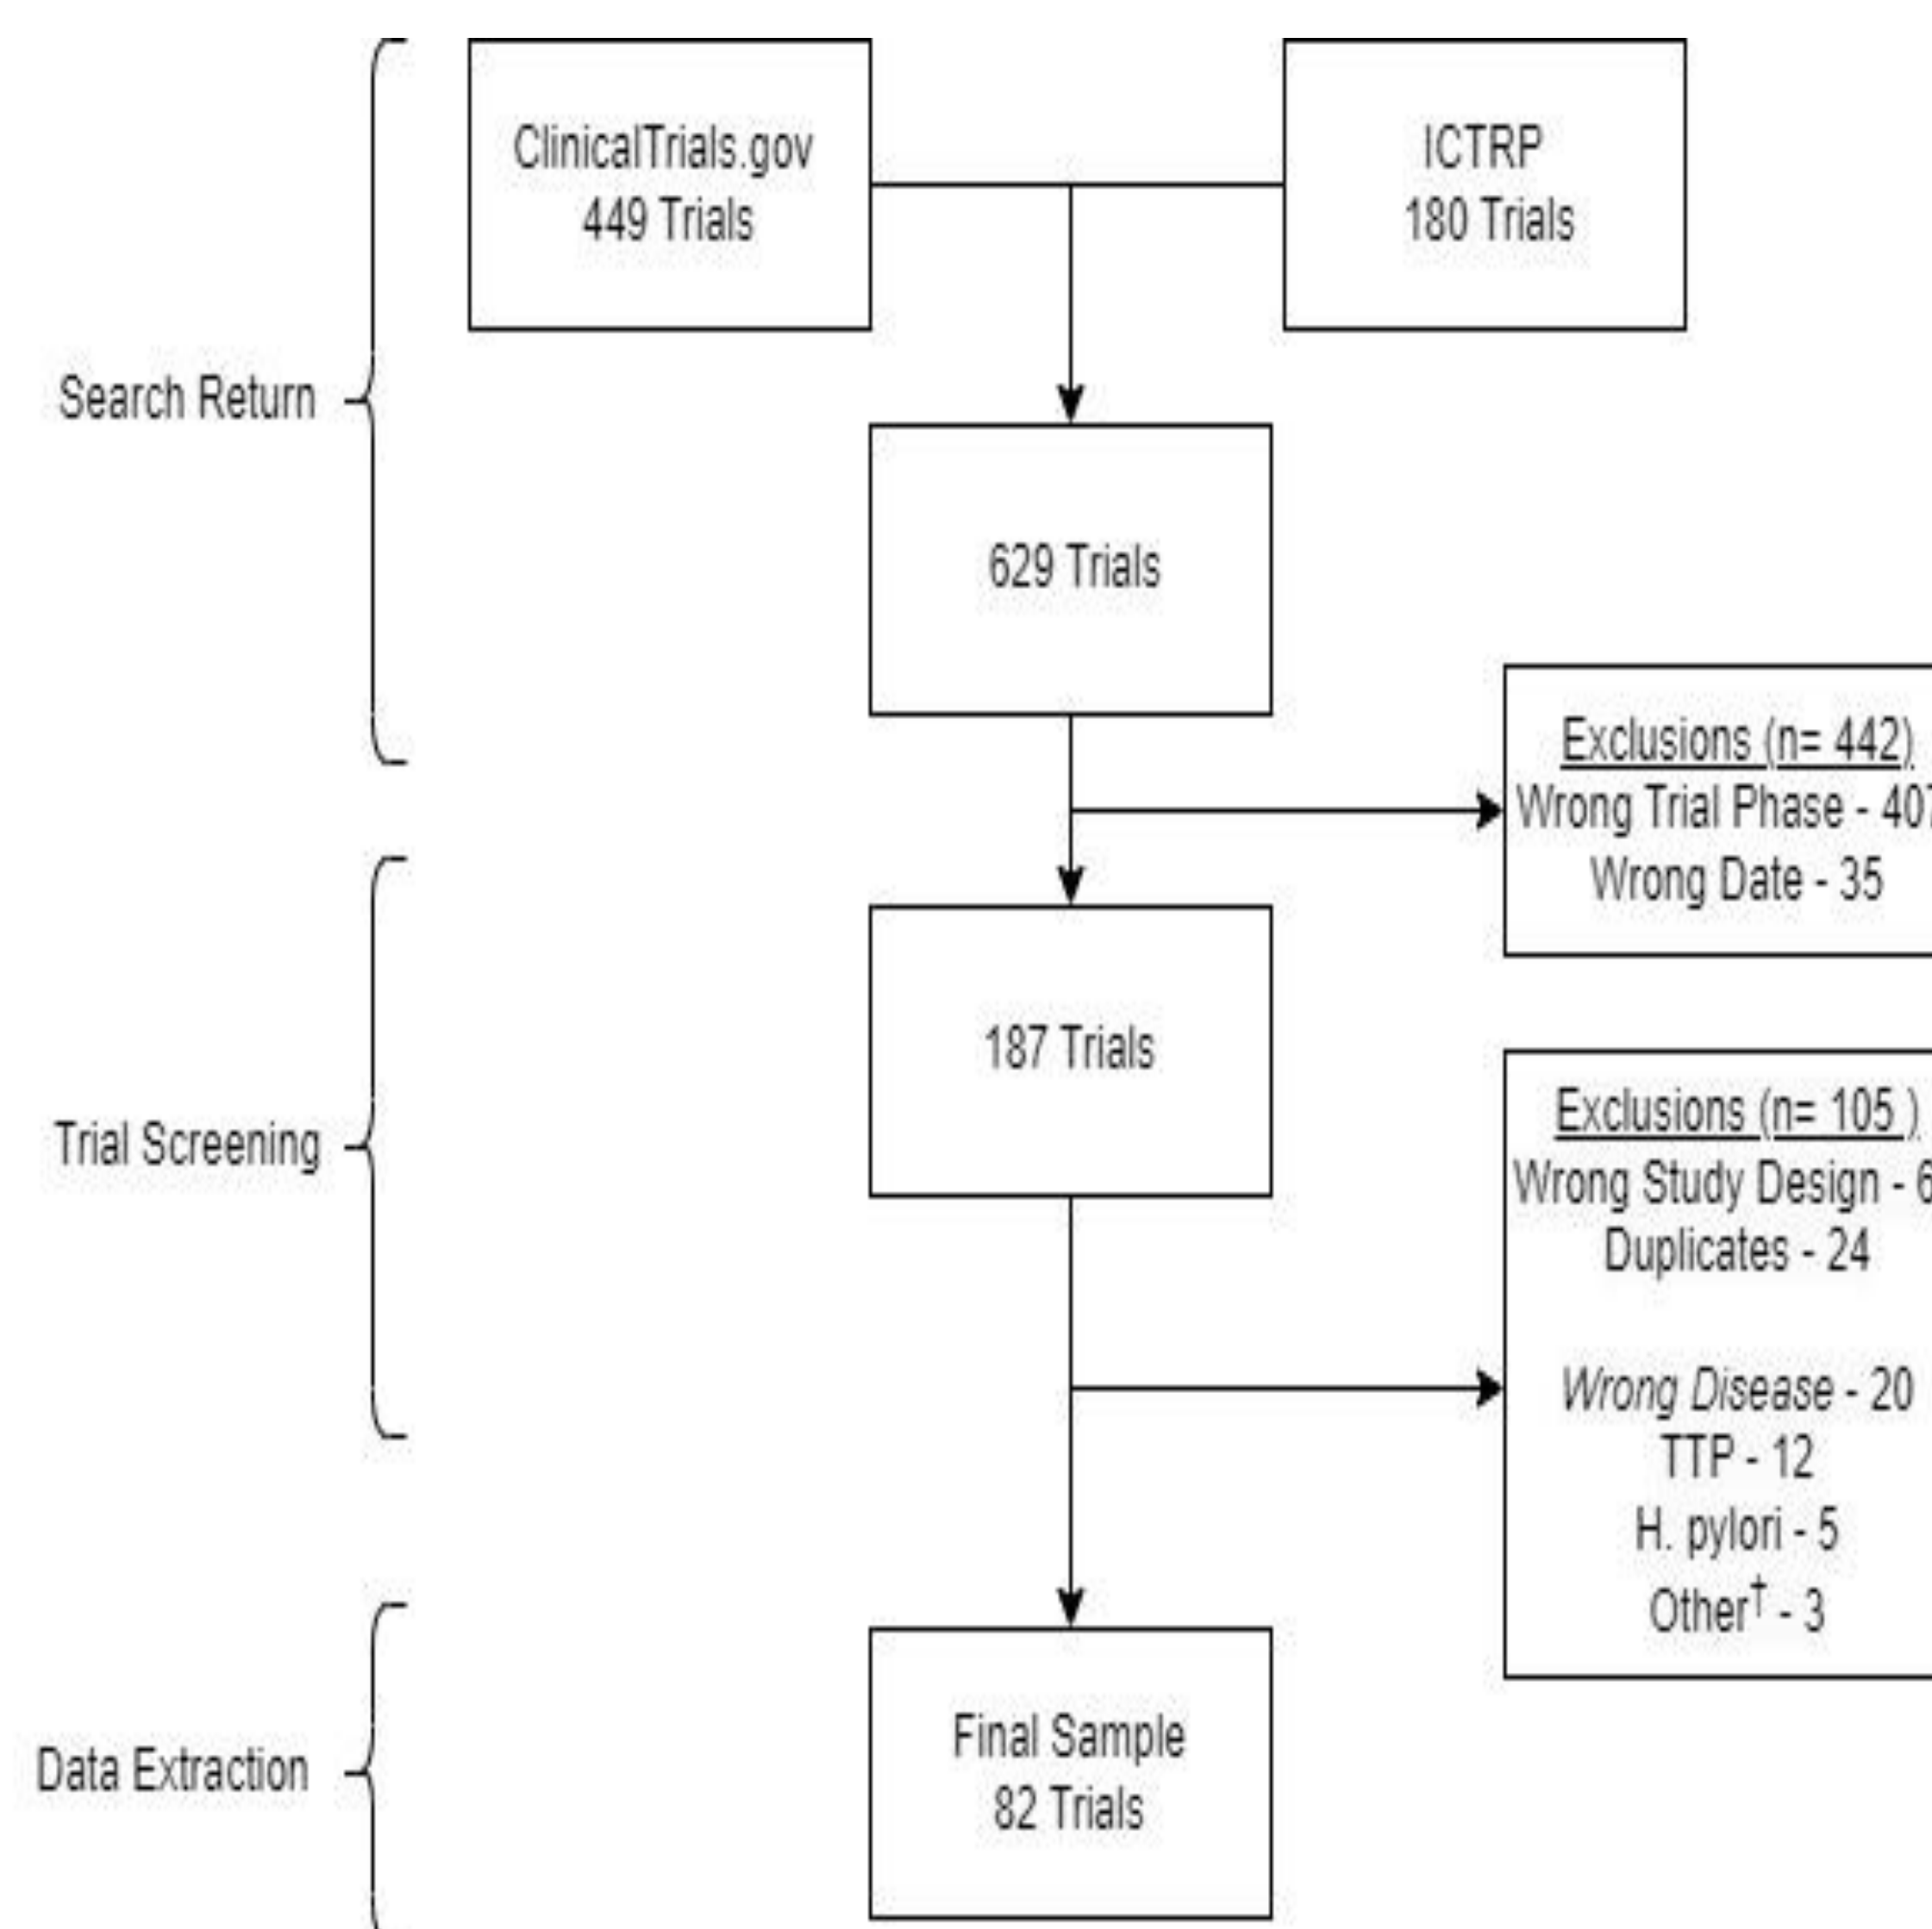 ClinicalTrials.gov
449 Trials
ICTRP
180 Trials
Search Return
629 Trials
Exclusions (n= 442)
Wrong Trial Phase - 407
Wrong Date - 35
187 Trials
Trial Screening
Exclusions (n= 105 )
Wrong Study Design - 6
Duplicates - 24
Wrong Disease - 20
TTP - 12
H. pylori - 5
Other† - 3
Final Sample
82 Trials
Data Extraction